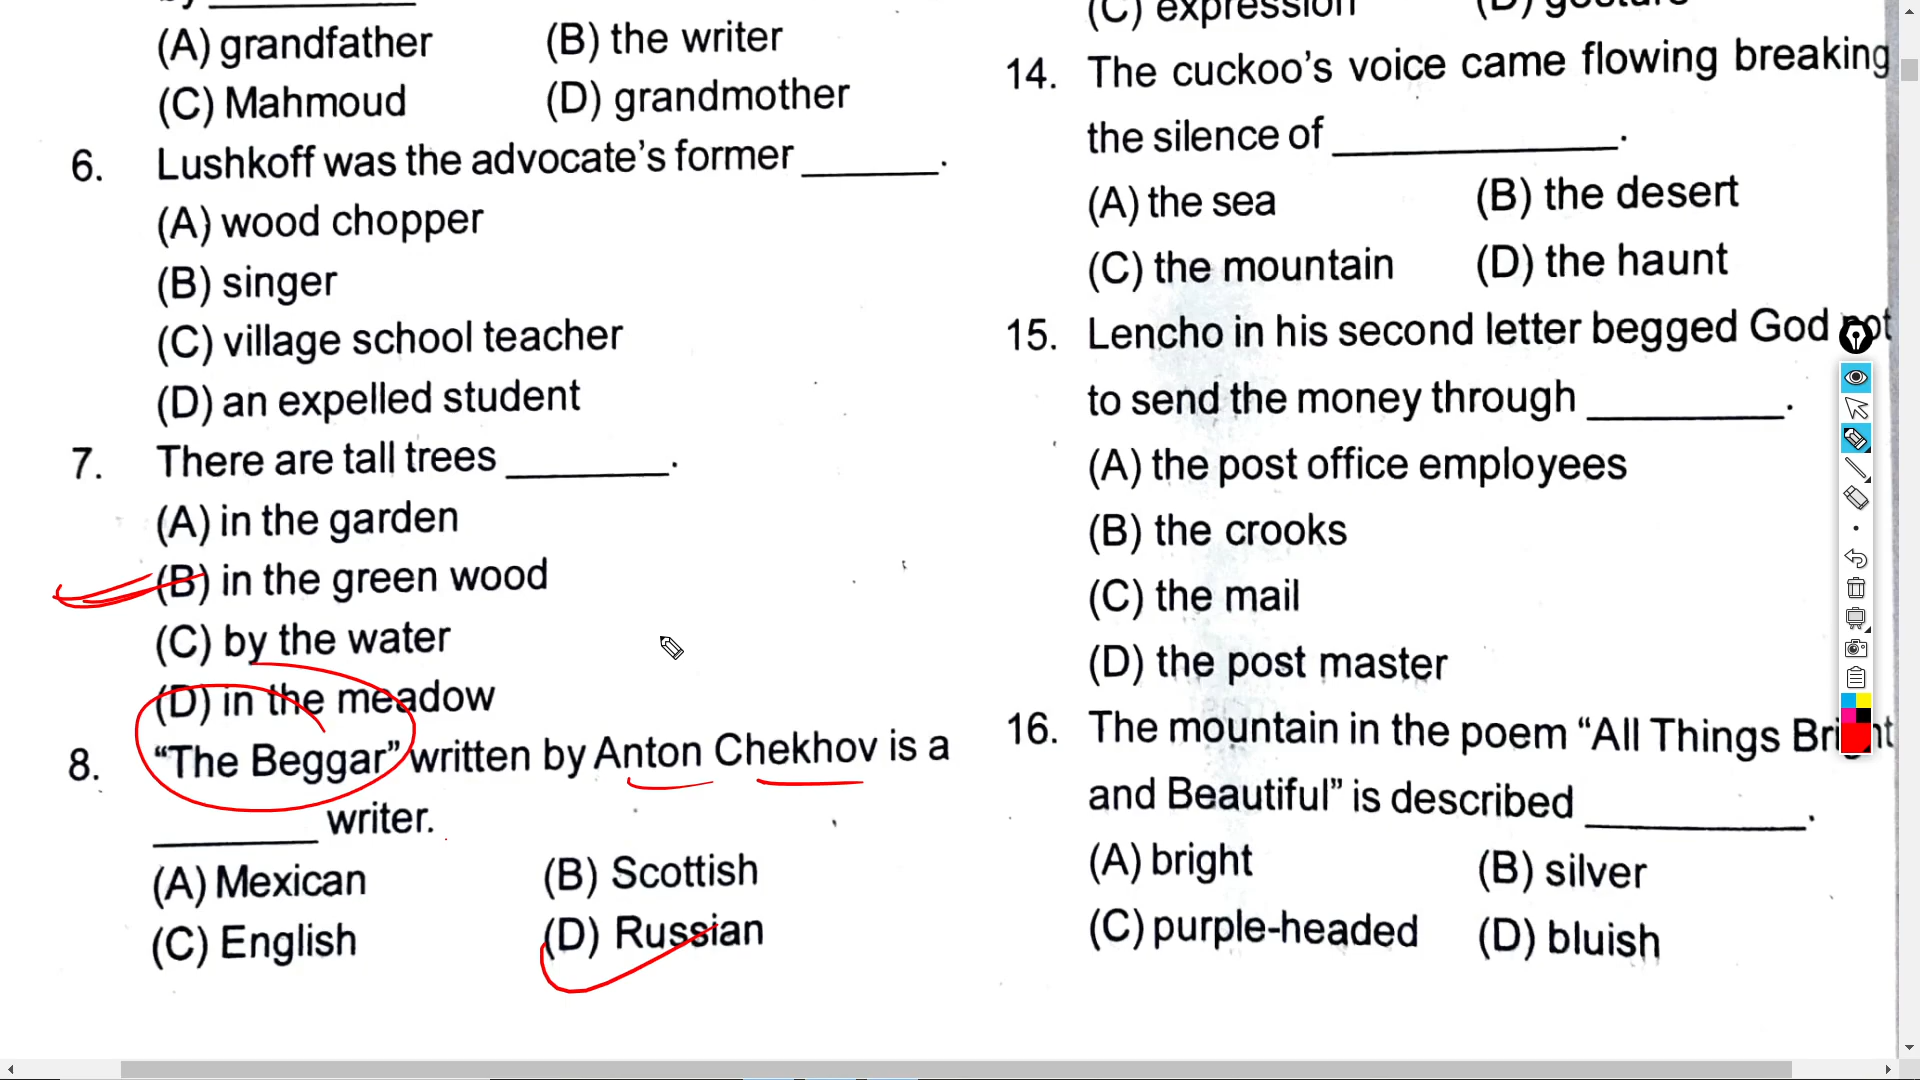 by
(A) grandfather (B) the writer
(C) Mahmoud (D) grandmother
6. Lushkoff was the advocate's former ______.
(A) wood chopper
(B) singer
(C) village school teacher
(D) an expelled student
7. There are tall trees ______.
(A) in the garden
(B) in the green wood
(C) by the water
(D) in the meadow
8. “The Beggar” written by Anton Chekhov is a
______ writer.
(A) Mexican (B) Scottish
(C) English (D) Russian
(C) expression (D) gesture
14. The cuckoo's voice came flowing breaking
the silence of ______.
(A) the sea (B) the desert
(C) the mountain (D) the haunt
15. Lencho in his second letter begged God not
to send the money through ______.
(A) the post office employees
(B) the crooks
(C) the mail
(D) the post master
16. The mountain in the poem “All Things Bright
and Beautiful” is described ______.
(A) bright (B) silver
(C) purple-headed (D) bluish